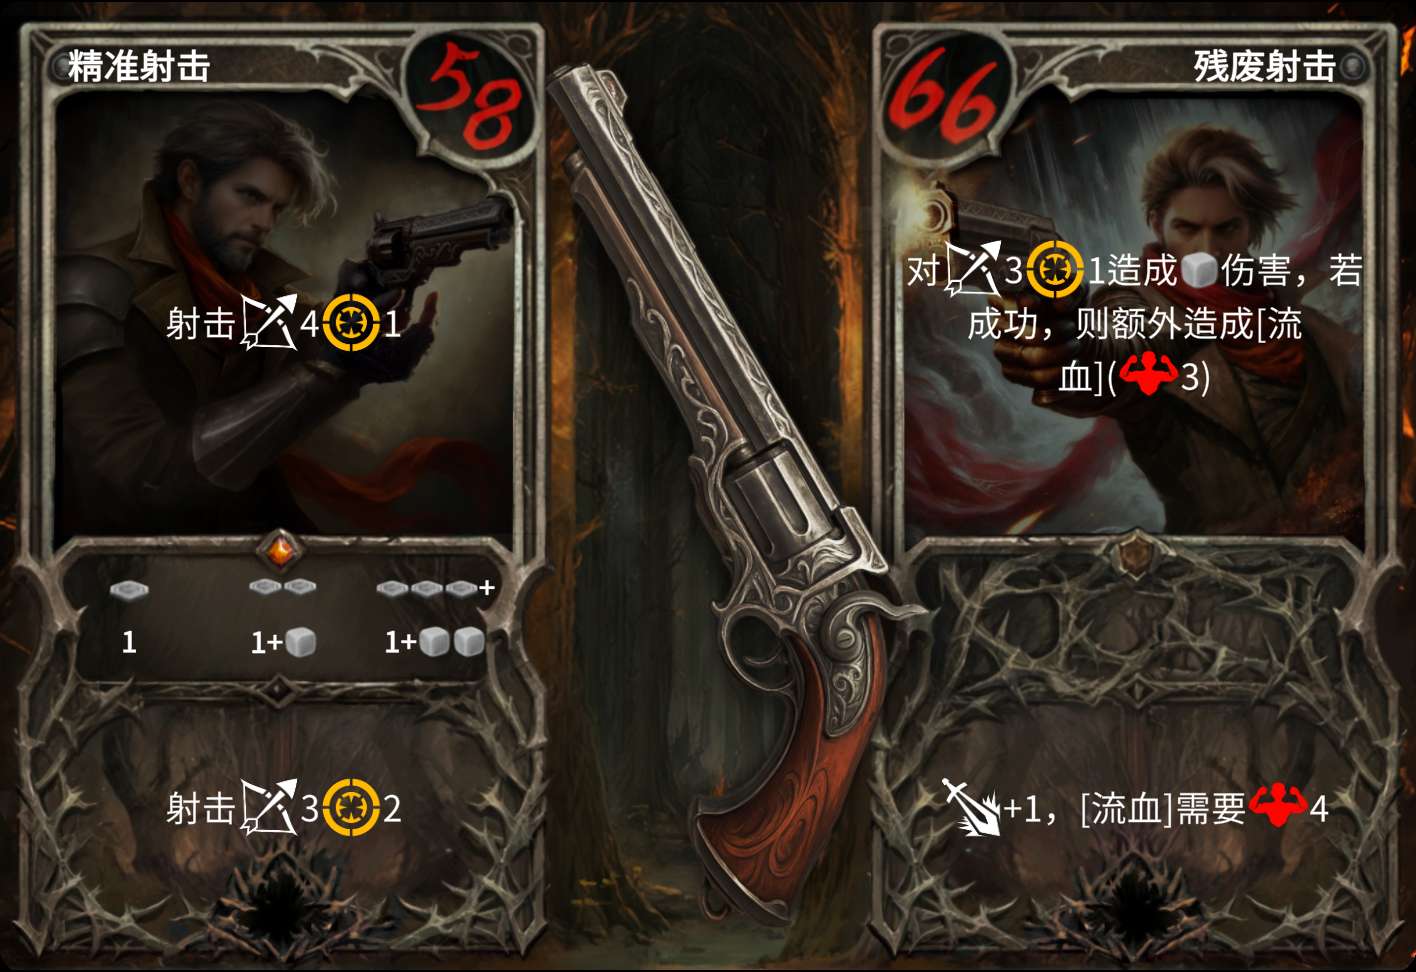 精准射击
58
射击4 1
1
1+
+
1+
射击3 2
66
残废射击
对3 1造成伤害，若
成功，则额外造成[流
血](3)
+1，[流血]需要4